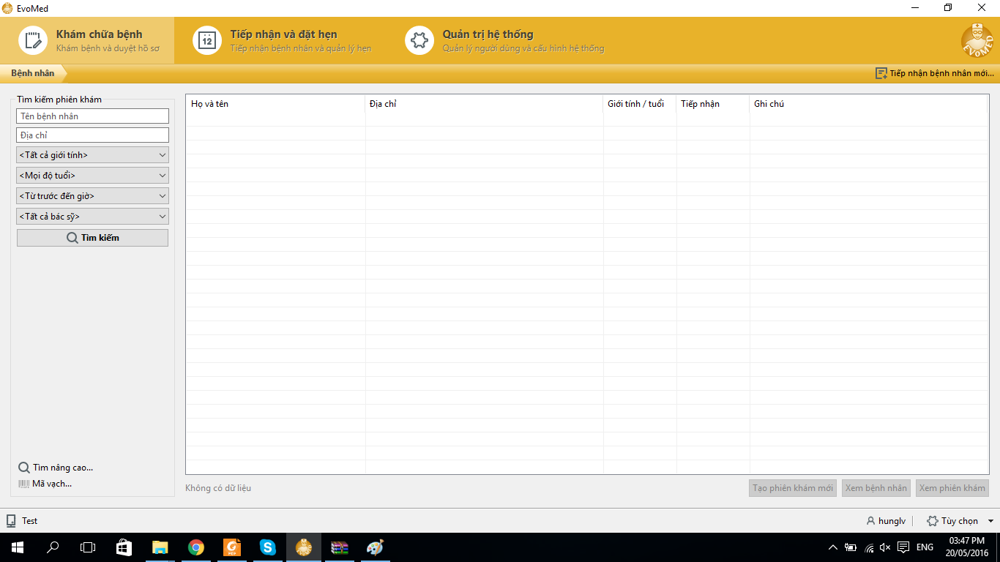 EvoMed
Khám chữa bệnh
Khám bệnh và duyệt hồ sơ
12
Tiếp nhận và đặt hẹn
Tiếp nhận bệnh nhân và quản lý hẹn
Quản trị hệ thống
Quản lý người dùng và cấu hình hệ thống
EVOMED
Bệnh nhân
Tiếp nhận bệnh nhân mới...
Tìm kiếm phiên khám
Tên bệnh nhân
Địa chỉ
<Tất cả giới tính>
<Mọi độ tuổi>
<Từ trước đến giờ>
<Tất cả bác sỹ>
Tìm kiếm
Tìm nâng cao...
Mã vạch...
Họ và tên Địa chỉ Giới tính / tuổi Tiếp nhận Ghi chú
Không có dữ liệu
Tạo phiên khám mới Xem bệnh nhân Xem phiên khám
Test
hunglv Tùy chọn
PDF
ENG
03:47 PM
20/05/2016